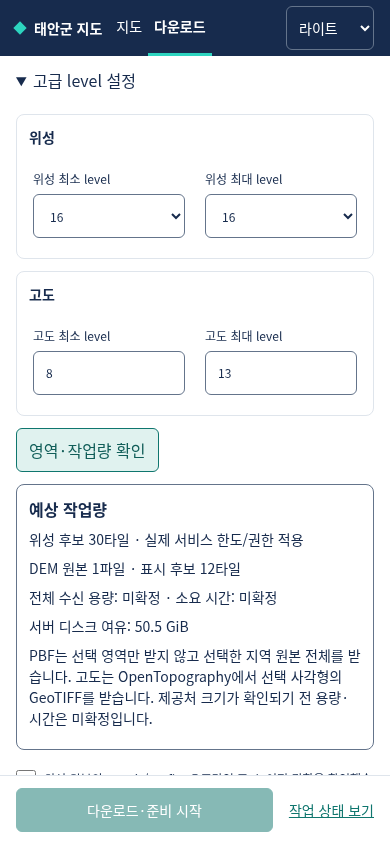 태안군 지도 지도 다운로드 라이트
고급 level 설정
위성
위성 최소 level 위성 최대 level
16 16
고도
고도 최소 level 고도 최대 level
8 13
영역·작업량 확인
예상 작업량
위성 후보 30타일 · 실제 서비스 한도/권한 적용
DEM 원본 1파일 · 표시 후보 12타일
전체 수신 용량: 미확정 · 소요 시간: 미확정
서버 디스크 여유: 50.5 GiB
PBF는 선택 영역만 받지 않고 선택한 지역 원본 전체를 받
습니다. 고도는 OpenTopography에서 선택 사각형의
GeoTIFF를 받습니다. 제공처 크기가 확인되기 전 용량·
시간은 미확정입니다.
다운로드·준비 시작 작업 상태 보기